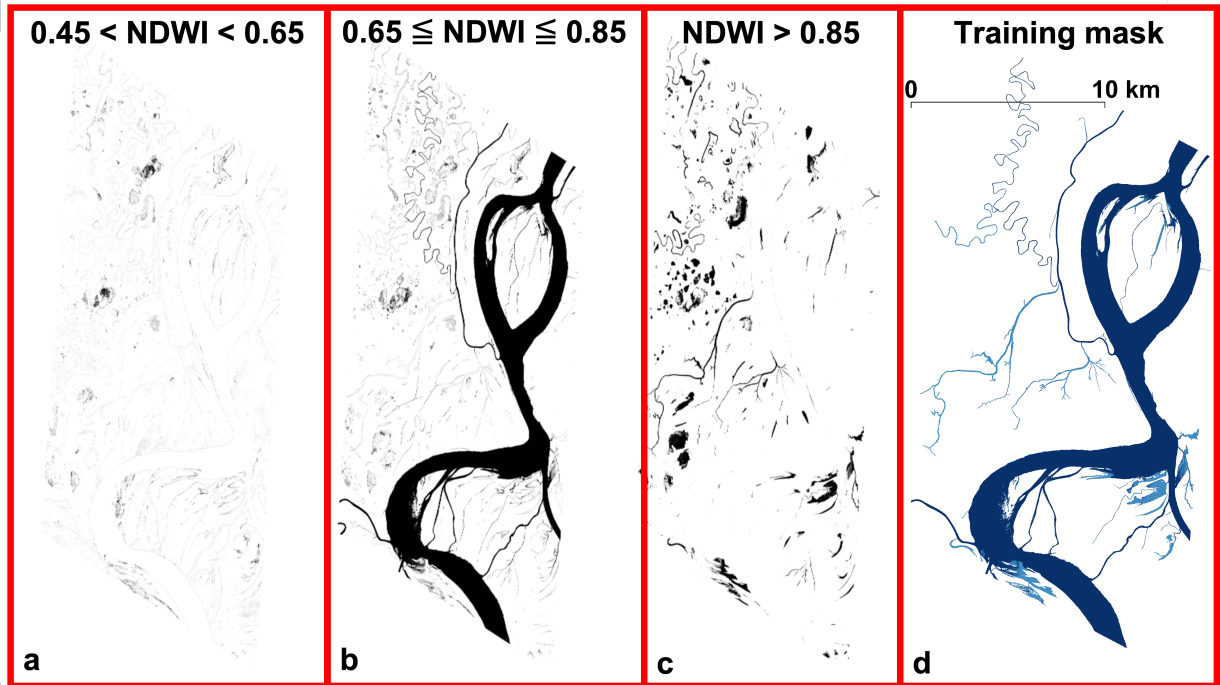 0.45 < NDWI < 0.65
0.65 ≦ NDWI ≦ 0.85
NDWI > 0.85
Training mask
0 10 km
a
b
c
d